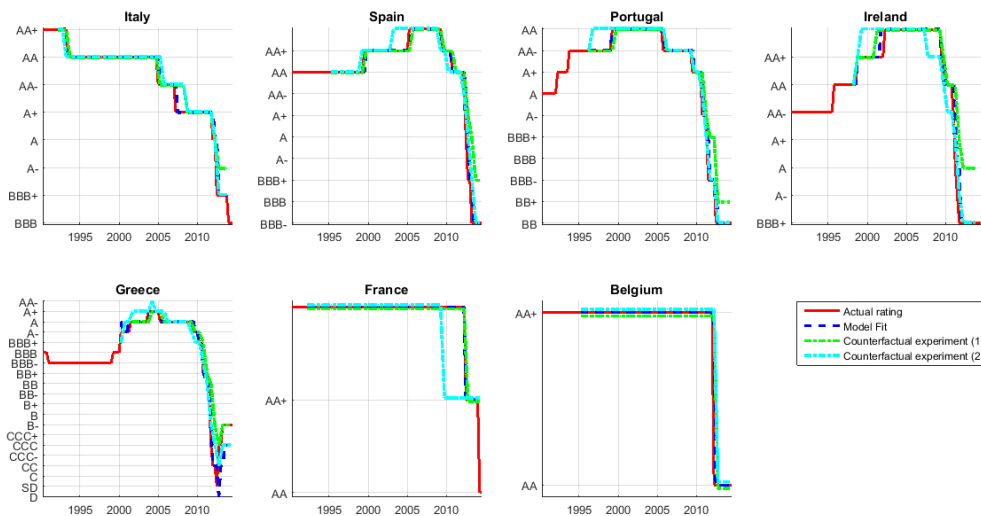 Italy
AA+
AA
AA-
A+
A
A-
BBB+
BBB
1995 2000 2005 2010
Spain
AA+
AA
AA-
A+
A
A-
BBB+
BBB
BBB-
1995 2000 2005 2010
Portugal
AA
AA-
A+
A
A-
BBB+
BBB
BBB-
BB+
BB
1995 2000 2005 2010
Ireland
AA+
AA
AA-
A+
A
A-
BBB+
1995 2000 2005 2010
Greece
AA-
A+
A
A-
BBB+
BBB
BBB-
BB+
BB
BB-
B+
B
B-
CCC+
CCC
CCC-
CC
C
SD
D
1995 2000 2005 2010
France
AA+
AA
1995 2000 2005 2010
Belgium
AA+
AA
1995 2000 2005 2010
Actual rating
Model Fit
Counterfactual experiment (1
Counterfactual experiment (2